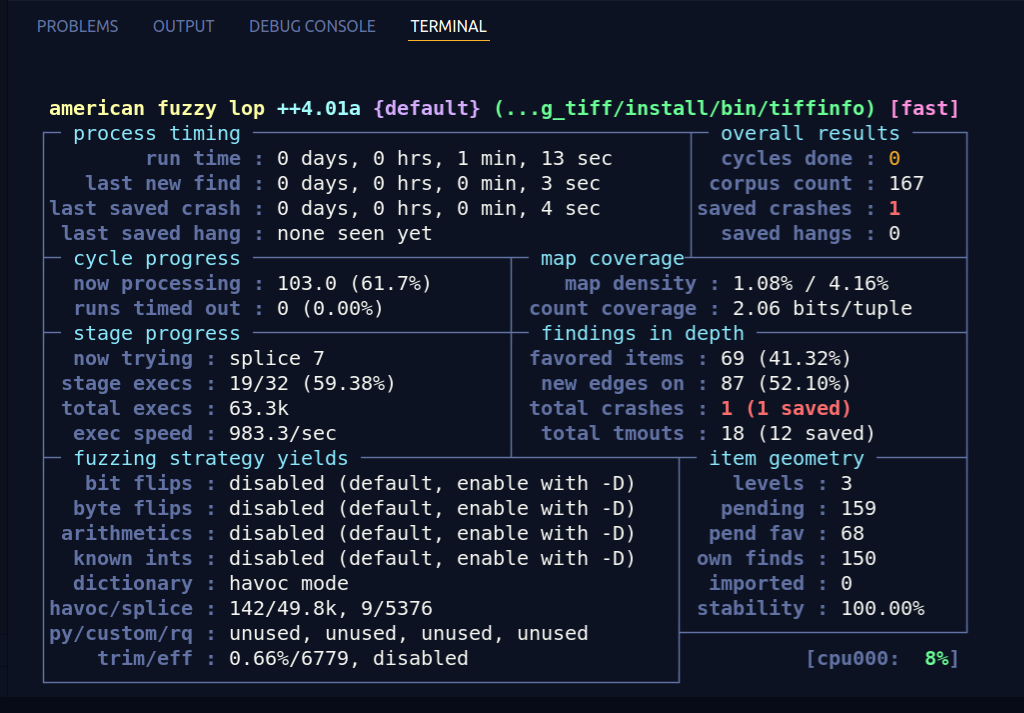 PROBLEMS OUTPUT DEBUG CONSOLE TERMINAL
american fuzzy lop ++4.01a {default} (...g_tiff/install/bin/tiffinfo) [fast]
process timing overall results
run time : 0 days, 0 hrs, 1 min, 13 sec cycles done : 0
last new find : 0 days, 0 hrs, 0 min, 3 sec corpus count : 167
last saved crash : 0 days, 0 hrs, 0 min, 4 sec saved crashes : 1
last saved hang : none seen yet saved hangs : 0
cycle progress map coverage
now processing : 103.0 (61.7%) map density : 1.08% / 4.16%
runs timed out : 0 (0.00%) count coverage : 2.06 bits/tuple
stage progress findings in depth
now trying : splice 7 favored items : 69 (41.32%)
stage execs : 19/32 (59.38%) new edges on : 87 (52.10%)
total execs : 63.3k total crashes : 1 (1 saved)
exec speed : 983.3/sec total tmouts : 18 (12 saved)
fuzzing strategy yields item geometry
bit flips : disabled (default, enable with -D) levels : 3
byte flips : disabled (default, enable with -D) pending : 159
arithmetics : disabled (default, enable with -D) pend fav : 68
known ints : disabled (default, enable with -D) own finds : 150
dictionary : havoc mode imported : 0
havoc/splice : 142/49.8k, 9/5376 stability : 100.00%
py/custom/rq : unused, unused, unused, unused
trim/eff : 0.66%/6779, disabled [cpu000: 8%]